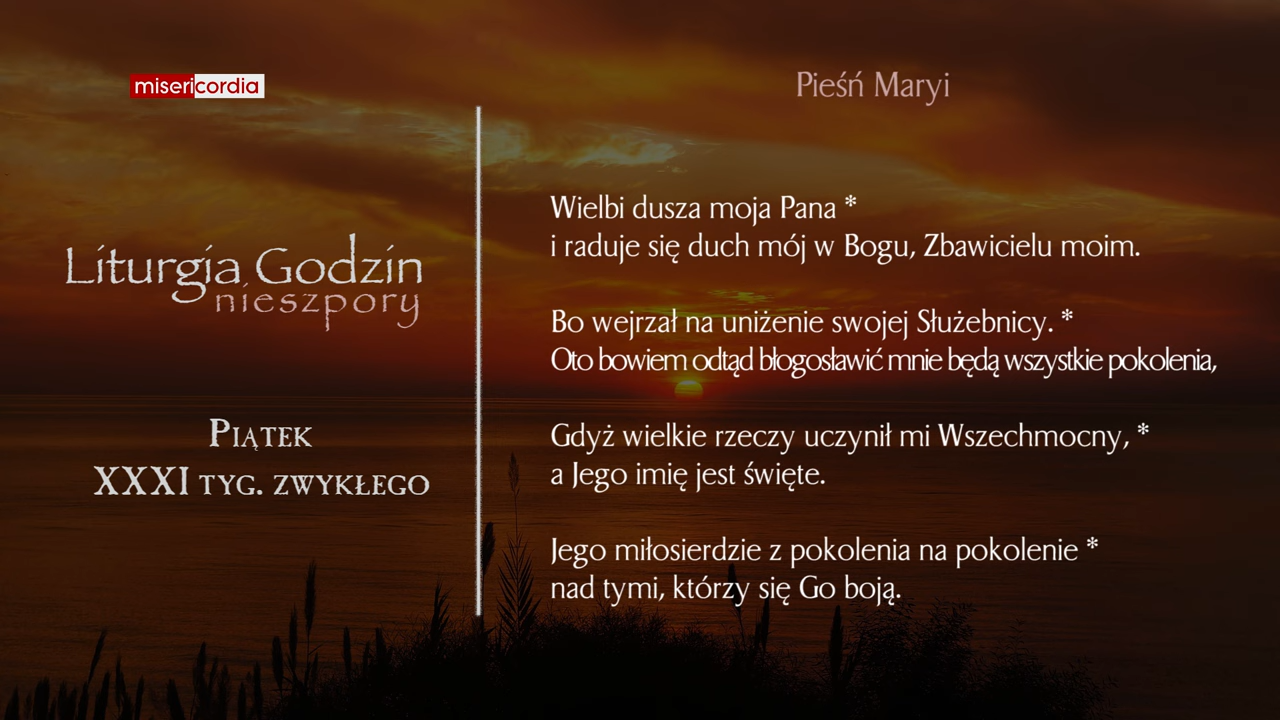 misericordia
Liturgia Godzin
nieszpory
Piątek
XXXI tyg. zwykłego
Pieśń Maryi
Wielbi dusza moja Pana *
i raduje się duch mój w Bogu, Zbawicielu moim.
Bo wejrzał na uniżenie swojej Służebnicy. *
Oto bowiem odtąd błogosławić mnie będą wszystkie pokolenia,
Gdyż wielkie rzeczy uczynił mi Wszechmocny, *
a Jego imię jest święte.
Jego miłosierdzie z pokolenia na pokolenie *
nad tymi, którzy się Go boją.